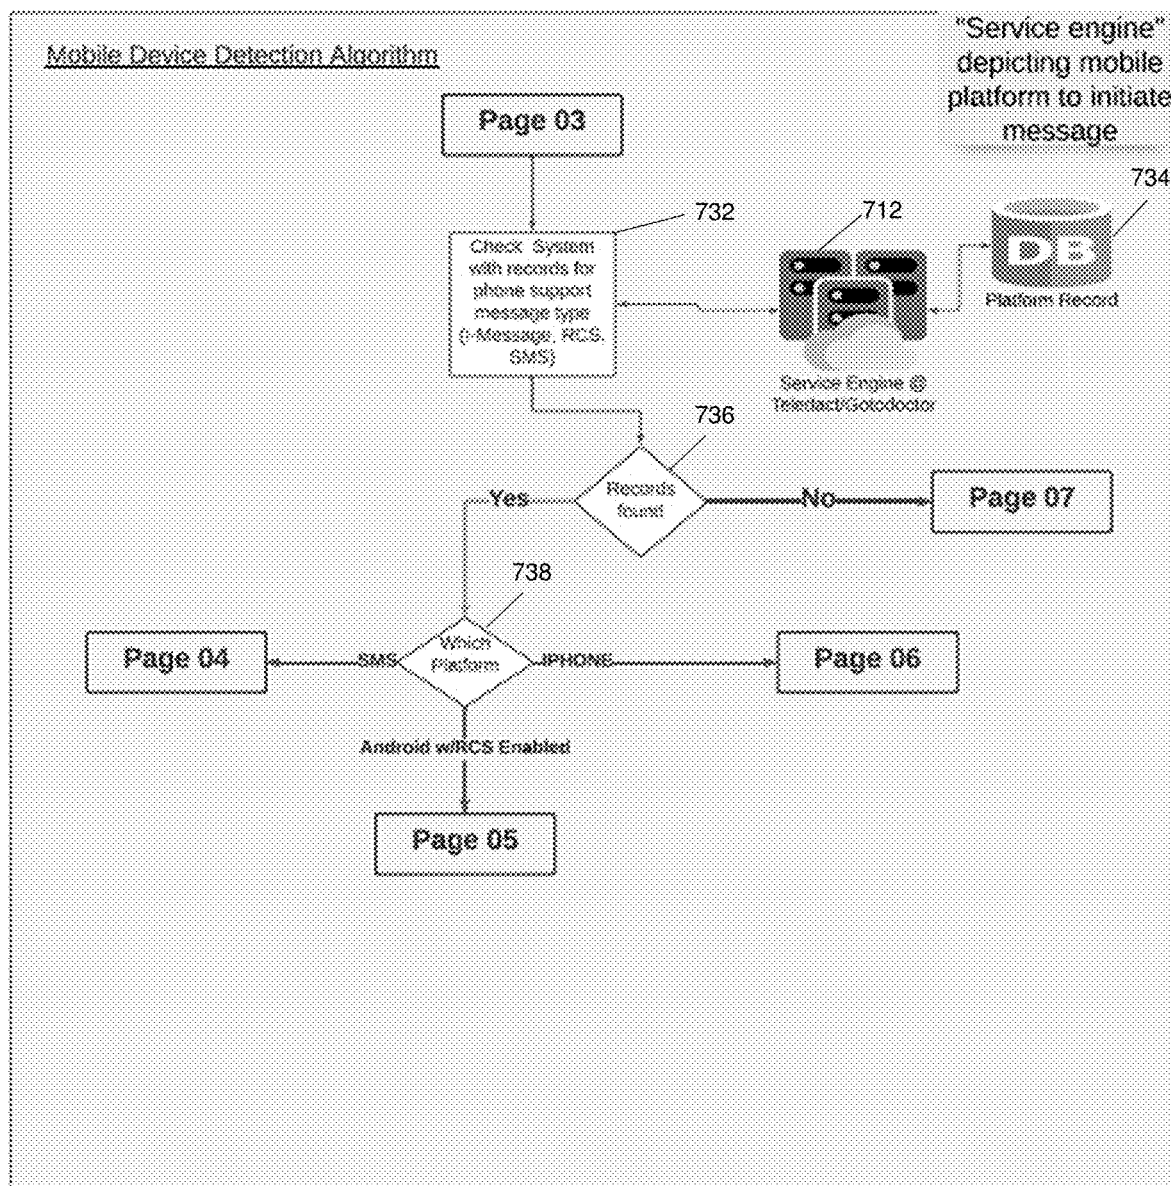 Mobile Device Detection Algorithm
"Service engine"
depicting mobile
platform to initiate
message
Page 03
732
712
734
Check System
with records for
phone support
message type
(i-Message, RCS,
SMS)
DB
Platform Record
Service Engine @
Teledact/Gotodoctor
736
Records
found
Yes
No
Page 07
738
Which
Platform
Page 04
SMS
IPHONE
Page 06
Android w/RCS Enabled
Page 05